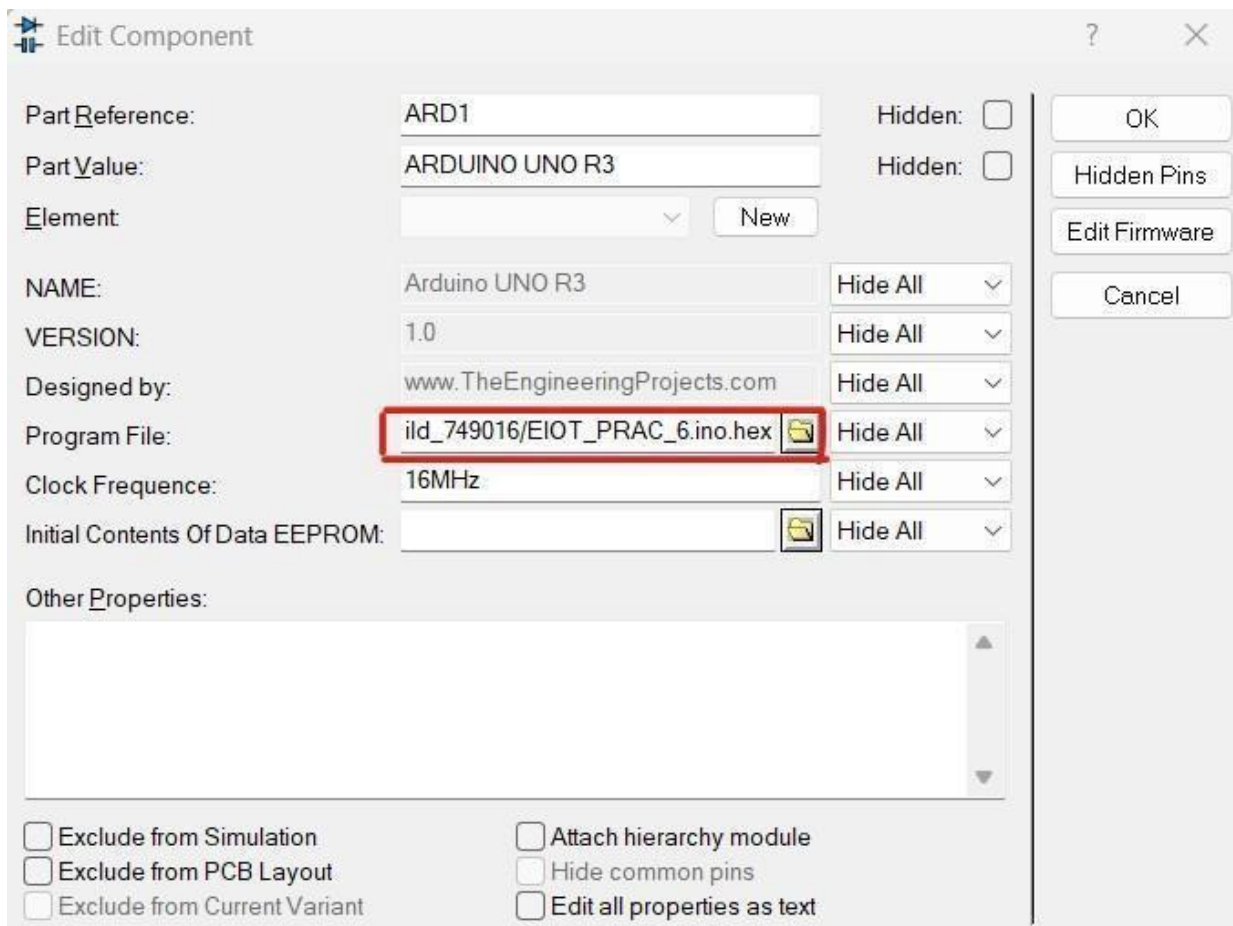 Edit Component ?
Part Reference: ARD1 Hidden: OK
Part Value: ARDUINO UNO R3 Hidden: Hidden Pins
Element: New Edit Firmware
NAME: Arduino UNO R3 Hide All Cancel
VERSION: 1.0 Hide All
Designed by: www.TheEngineeringProjects.com Hide All
Program File: ild_749016/EIOT_PRAC_6.ino.hex Hide All
Clock Frequence: 16MHz Hide All
Initial Contents Of Data EEPROM: Hide All
Other Properties:
Exclude from Simulation Attach hierarchy module
Exclude from PCB Layout Hide common pins
Exclude from Current Variant Edit all properties as text